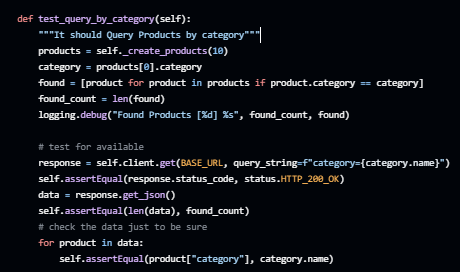 def test_query_by_category(self):
    """It should Query Products by category"""
    products = self._create_products(10)
    category = products[0].category
    found = [product for product in products if product.category == category]
    found_count = len(found)
    logging.debug("Found Products [%d] %s", found_count, found)

    # test for available
    response = self.client.get(BASE_URL, query_string=f"category={category.name}")
    self.assertEqual(response.status_code, status.HTTP_200_OK)
    data = response.get_json()
    self.assertEqual(len(data), found_count)
    # check the data just to be sure
    for product in data:
        self.assertEqual(product["category"], category.name)